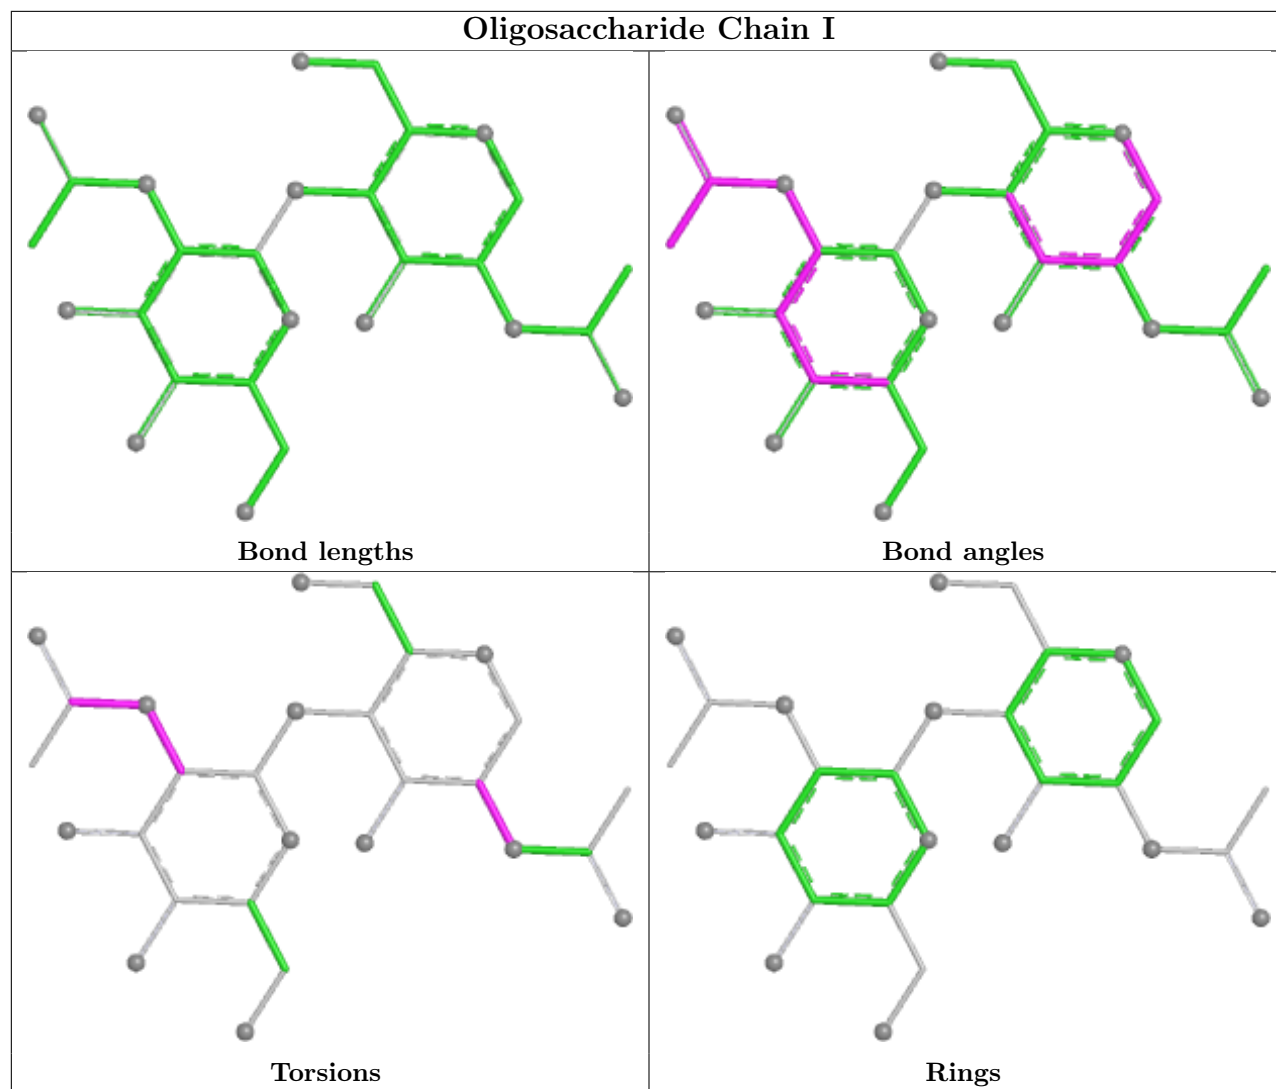 Oligosaccharide Chain I
Bond lengths
Bond angles
Torsions
Rings